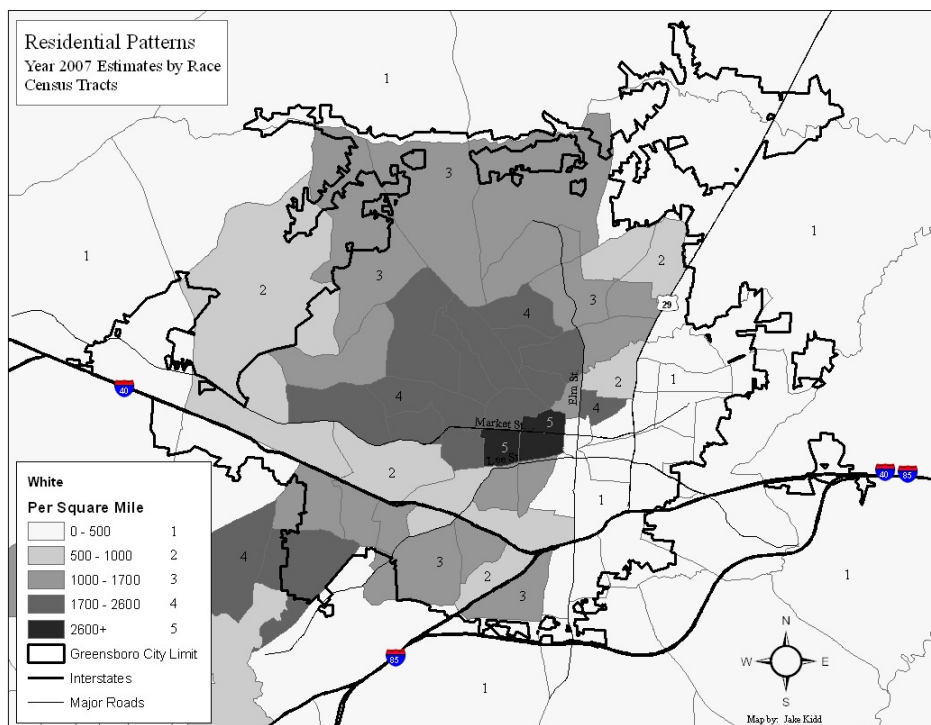 Residential Patterns
Year 2007 Estimates by Race
Census Tracts
1
1
1
3
2
3
2
4
3
29
Elm St
2
1
4
4
Market St
5
5
Lee St
40
2
1
40 85
4
3
2
3
1
85
1
White
Per Square Mile
0 - 500 1
500 - 1000 2
1000 - 1700 3
1700 - 2600 4
2600+ 5
Greensboro City Limit
Interstates
Major Roads
N
W E
S
Map by: Jake Kidd